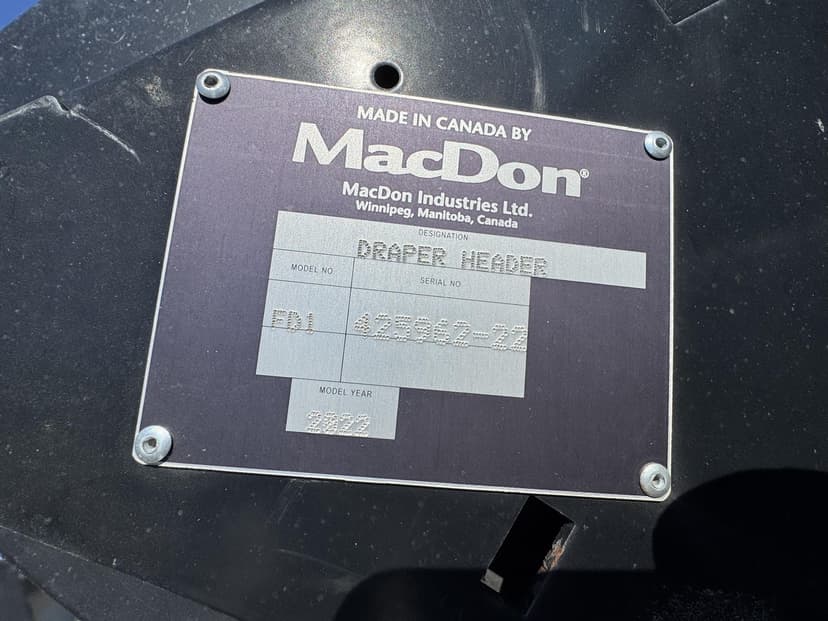 MADE IN CANADA BY
MacDon®
MacDon Industries Ltd.
Winnipeg, Manitoba, Canada
DESIGNATION
DRAPER HEADER
MODEL NO
SERIAL NO
FD1
425962-22
MODEL YEAR
2022